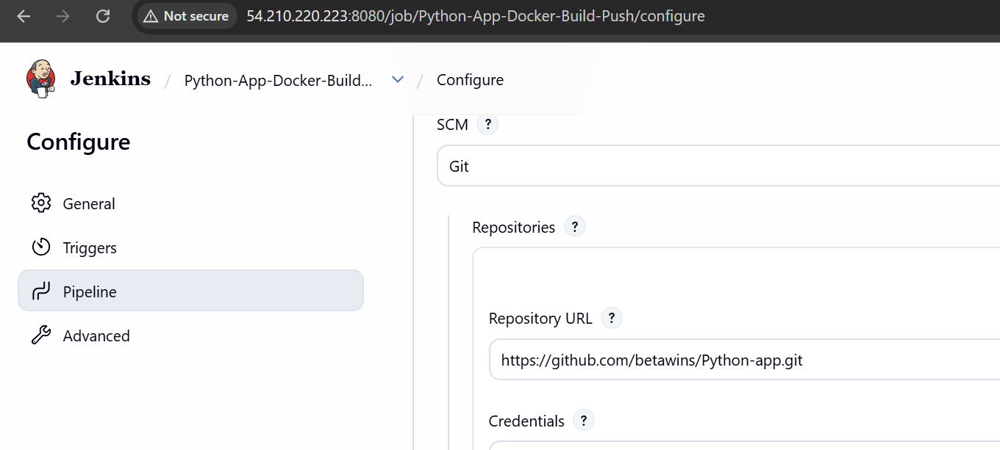 Not secure 54.210.220.223:8080/job/Python-App-Docker-Build-Push/configure
Jenkins / Python-App-Docker-Build... / Configure
Configure
General
Triggers
Pipeline
Advanced
SCM ?
Git
Repositories ?
Repository URL ?
https://github.com/betawins/Python-app.git
Credentials ?